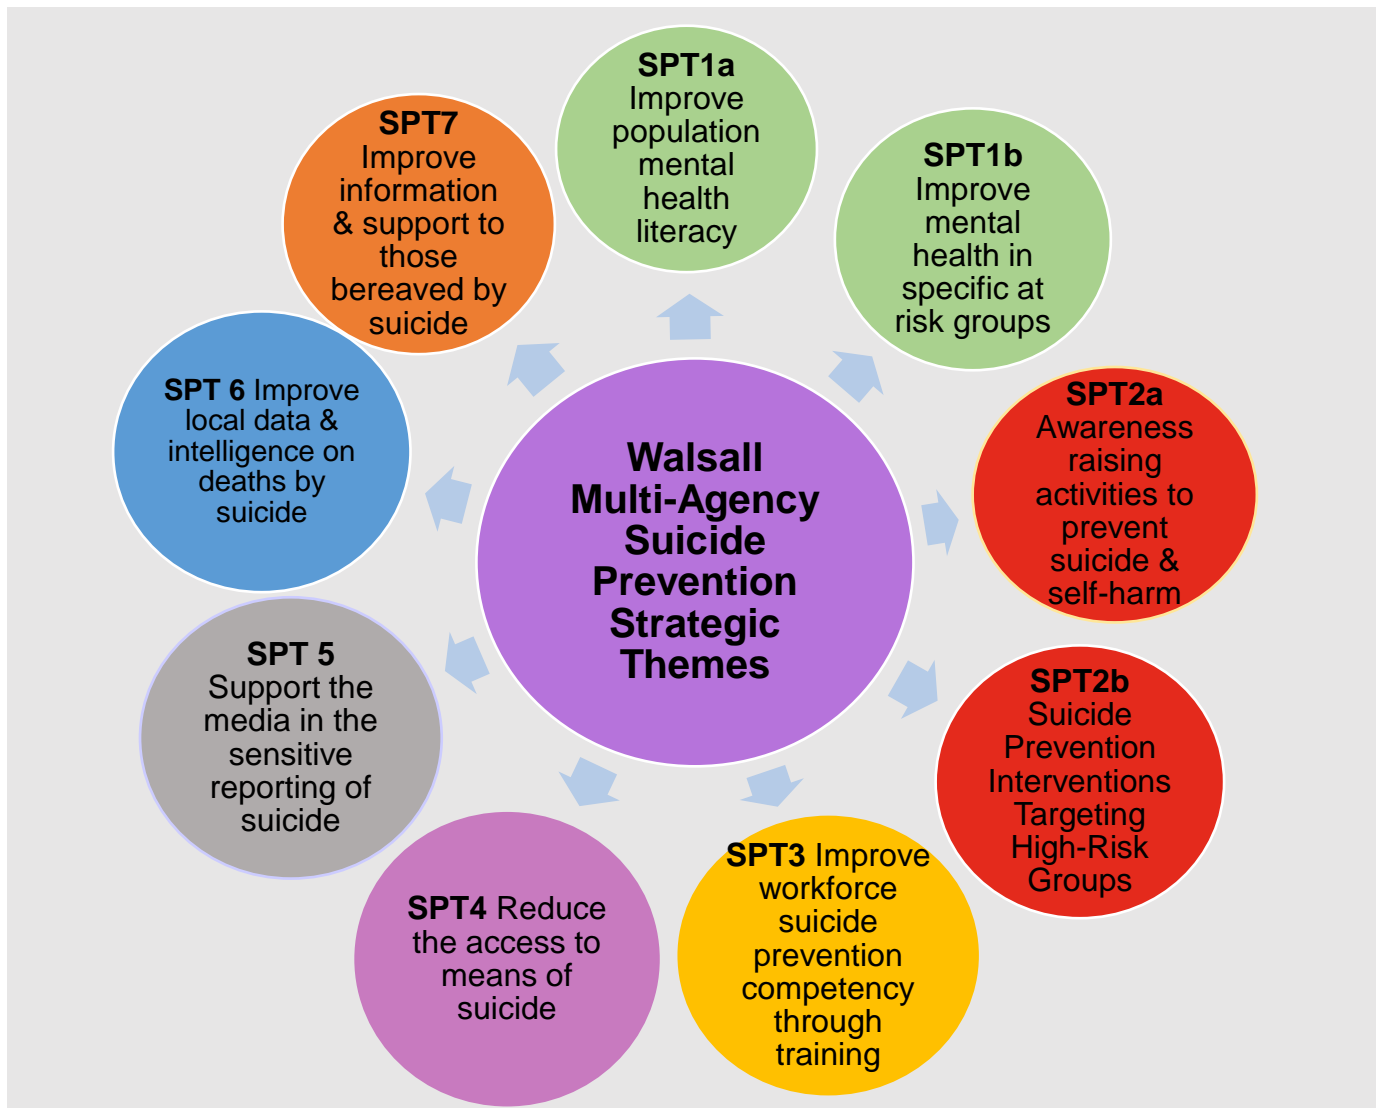 SPT1a
Improve
population
mental
health
literacy
SPT1b
Improve
mental
health in
specific at
risk groups
SPT2a
Awareness
raising
activities to
prevent
suicide &
self-harm
SPT2b
Suicide
Prevention
Interventions
Targeting
High-Risk
Groups
SPT3 Improve
workforce
suicide
prevention
competency
through
training
SPT4 Reduce
the access to
means of
suicide
SPT 5
Support the
media in the
sensitive
reporting of
suicide
SPT 6 Improve
local data &
intelligence on
deaths by
suicide
SPT7
Improve
information
& support to
those
bereaved by
suicide
Walsall
Multi-Agency
Suicide
Prevention
Strategic
Themes